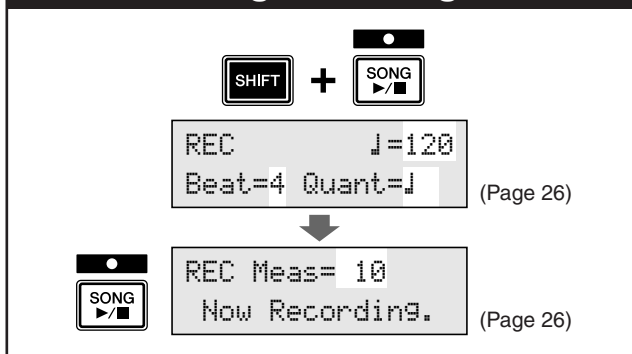 SHIFT + SONG
▶/■
REC ♩=120
Beat=4 Quant=♩
(Page 26)
SONG
▶/■
REC Meas= 10
Now Recording.
(Page 26)